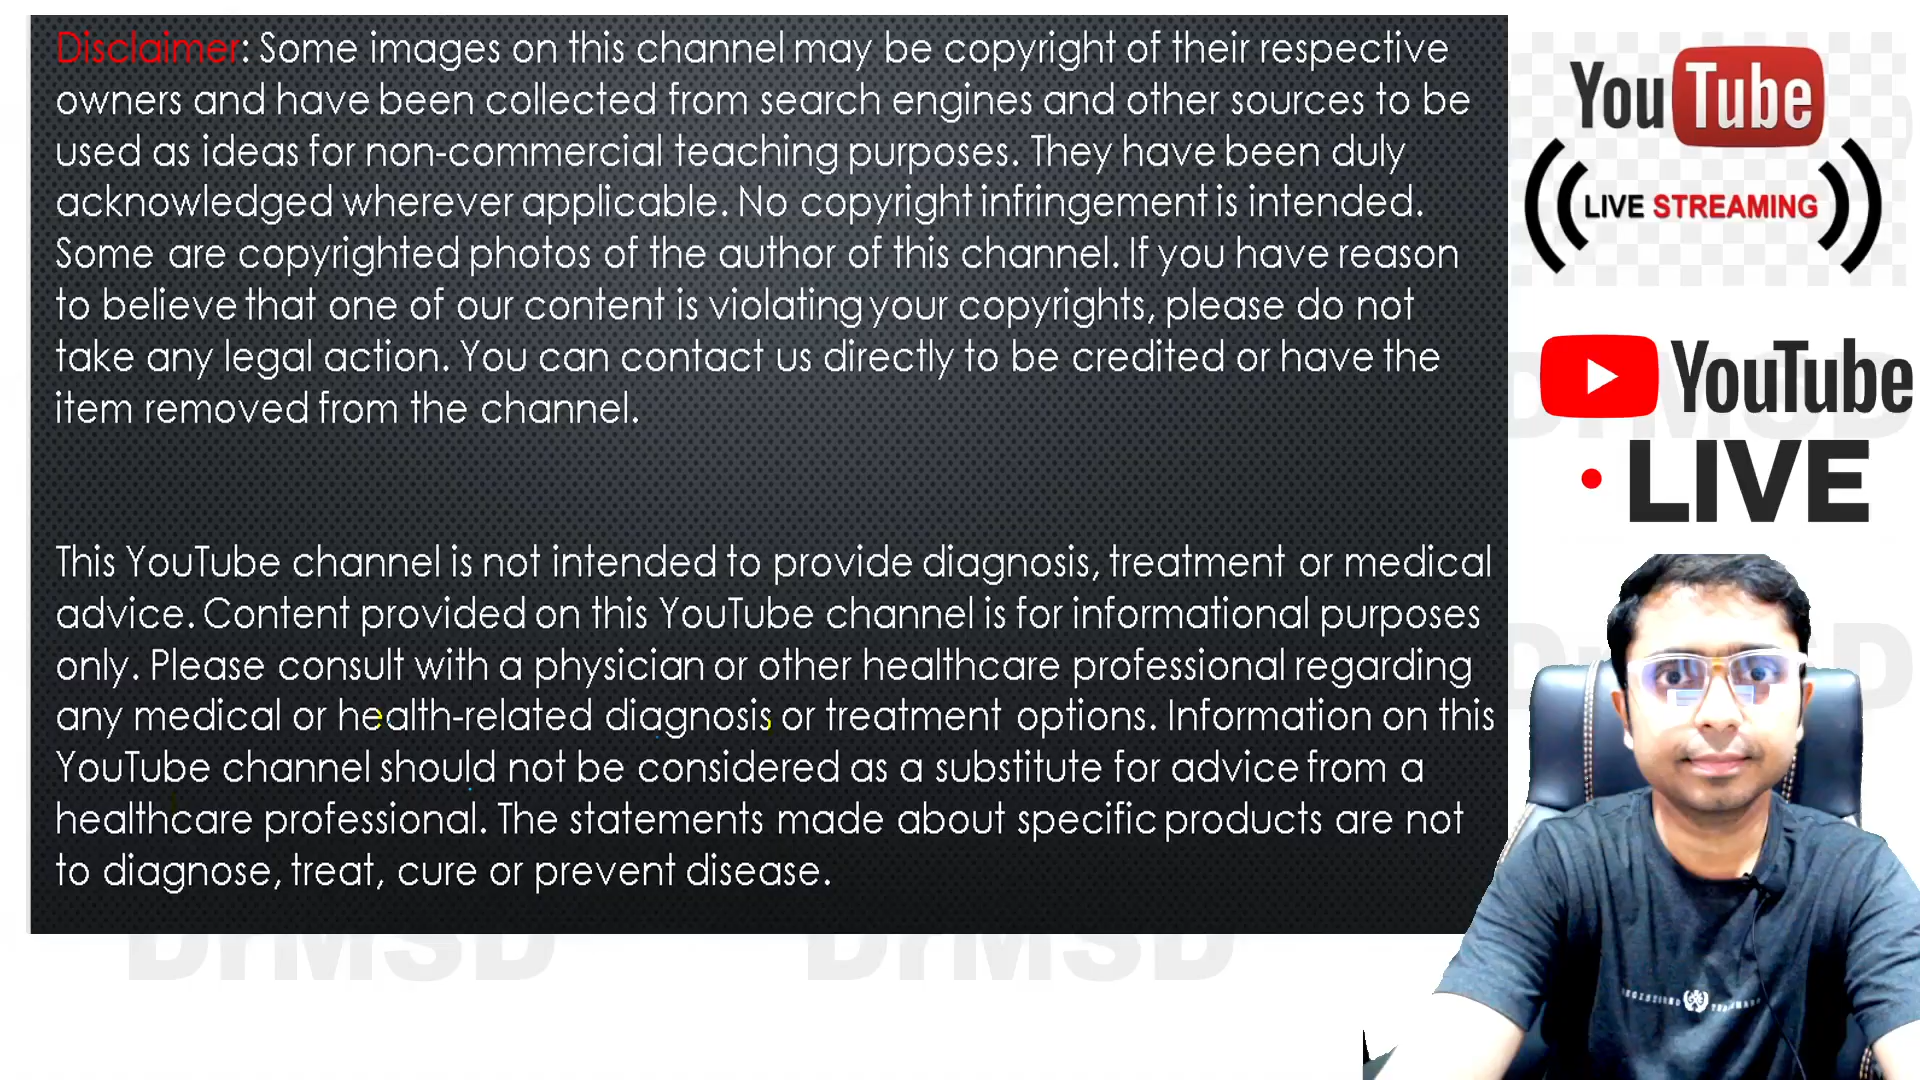 Disclaimer: Some images on this channel may be copyright of their respective
owners and have been collected from search engines and other sources to be
used as ideas for non-commercial teaching purposes. They have been duly
acknowledged wherever applicable. No copyright infringement is intended.
Some are copyrighted photos of the author of this channel. If you have reason
to believe that one of our content is violating your copyrights, please do not
take any legal action. You can contact us directly to be credited or have the
item removed from the channel.
This YouTube channel is not intended to provide diagnosis, treatment or medical
advice. Content provided on this YouTube channel is for informational purposes
only. Please consult with a physician or other healthcare professional regarding
any medical or health-related diagnosis or treatment options. Information on this
YouTube channel should not be considered as a substitute for advice from a
healthcare professional. The statements made about specific products are not
to diagnose, treat, cure or prevent disease.
YouTube
LIVE STREAMING
YouTube
LIVE
DrMSD
DrMSD
DrMSD
DrMSD
REGISTERED TRADEMARK